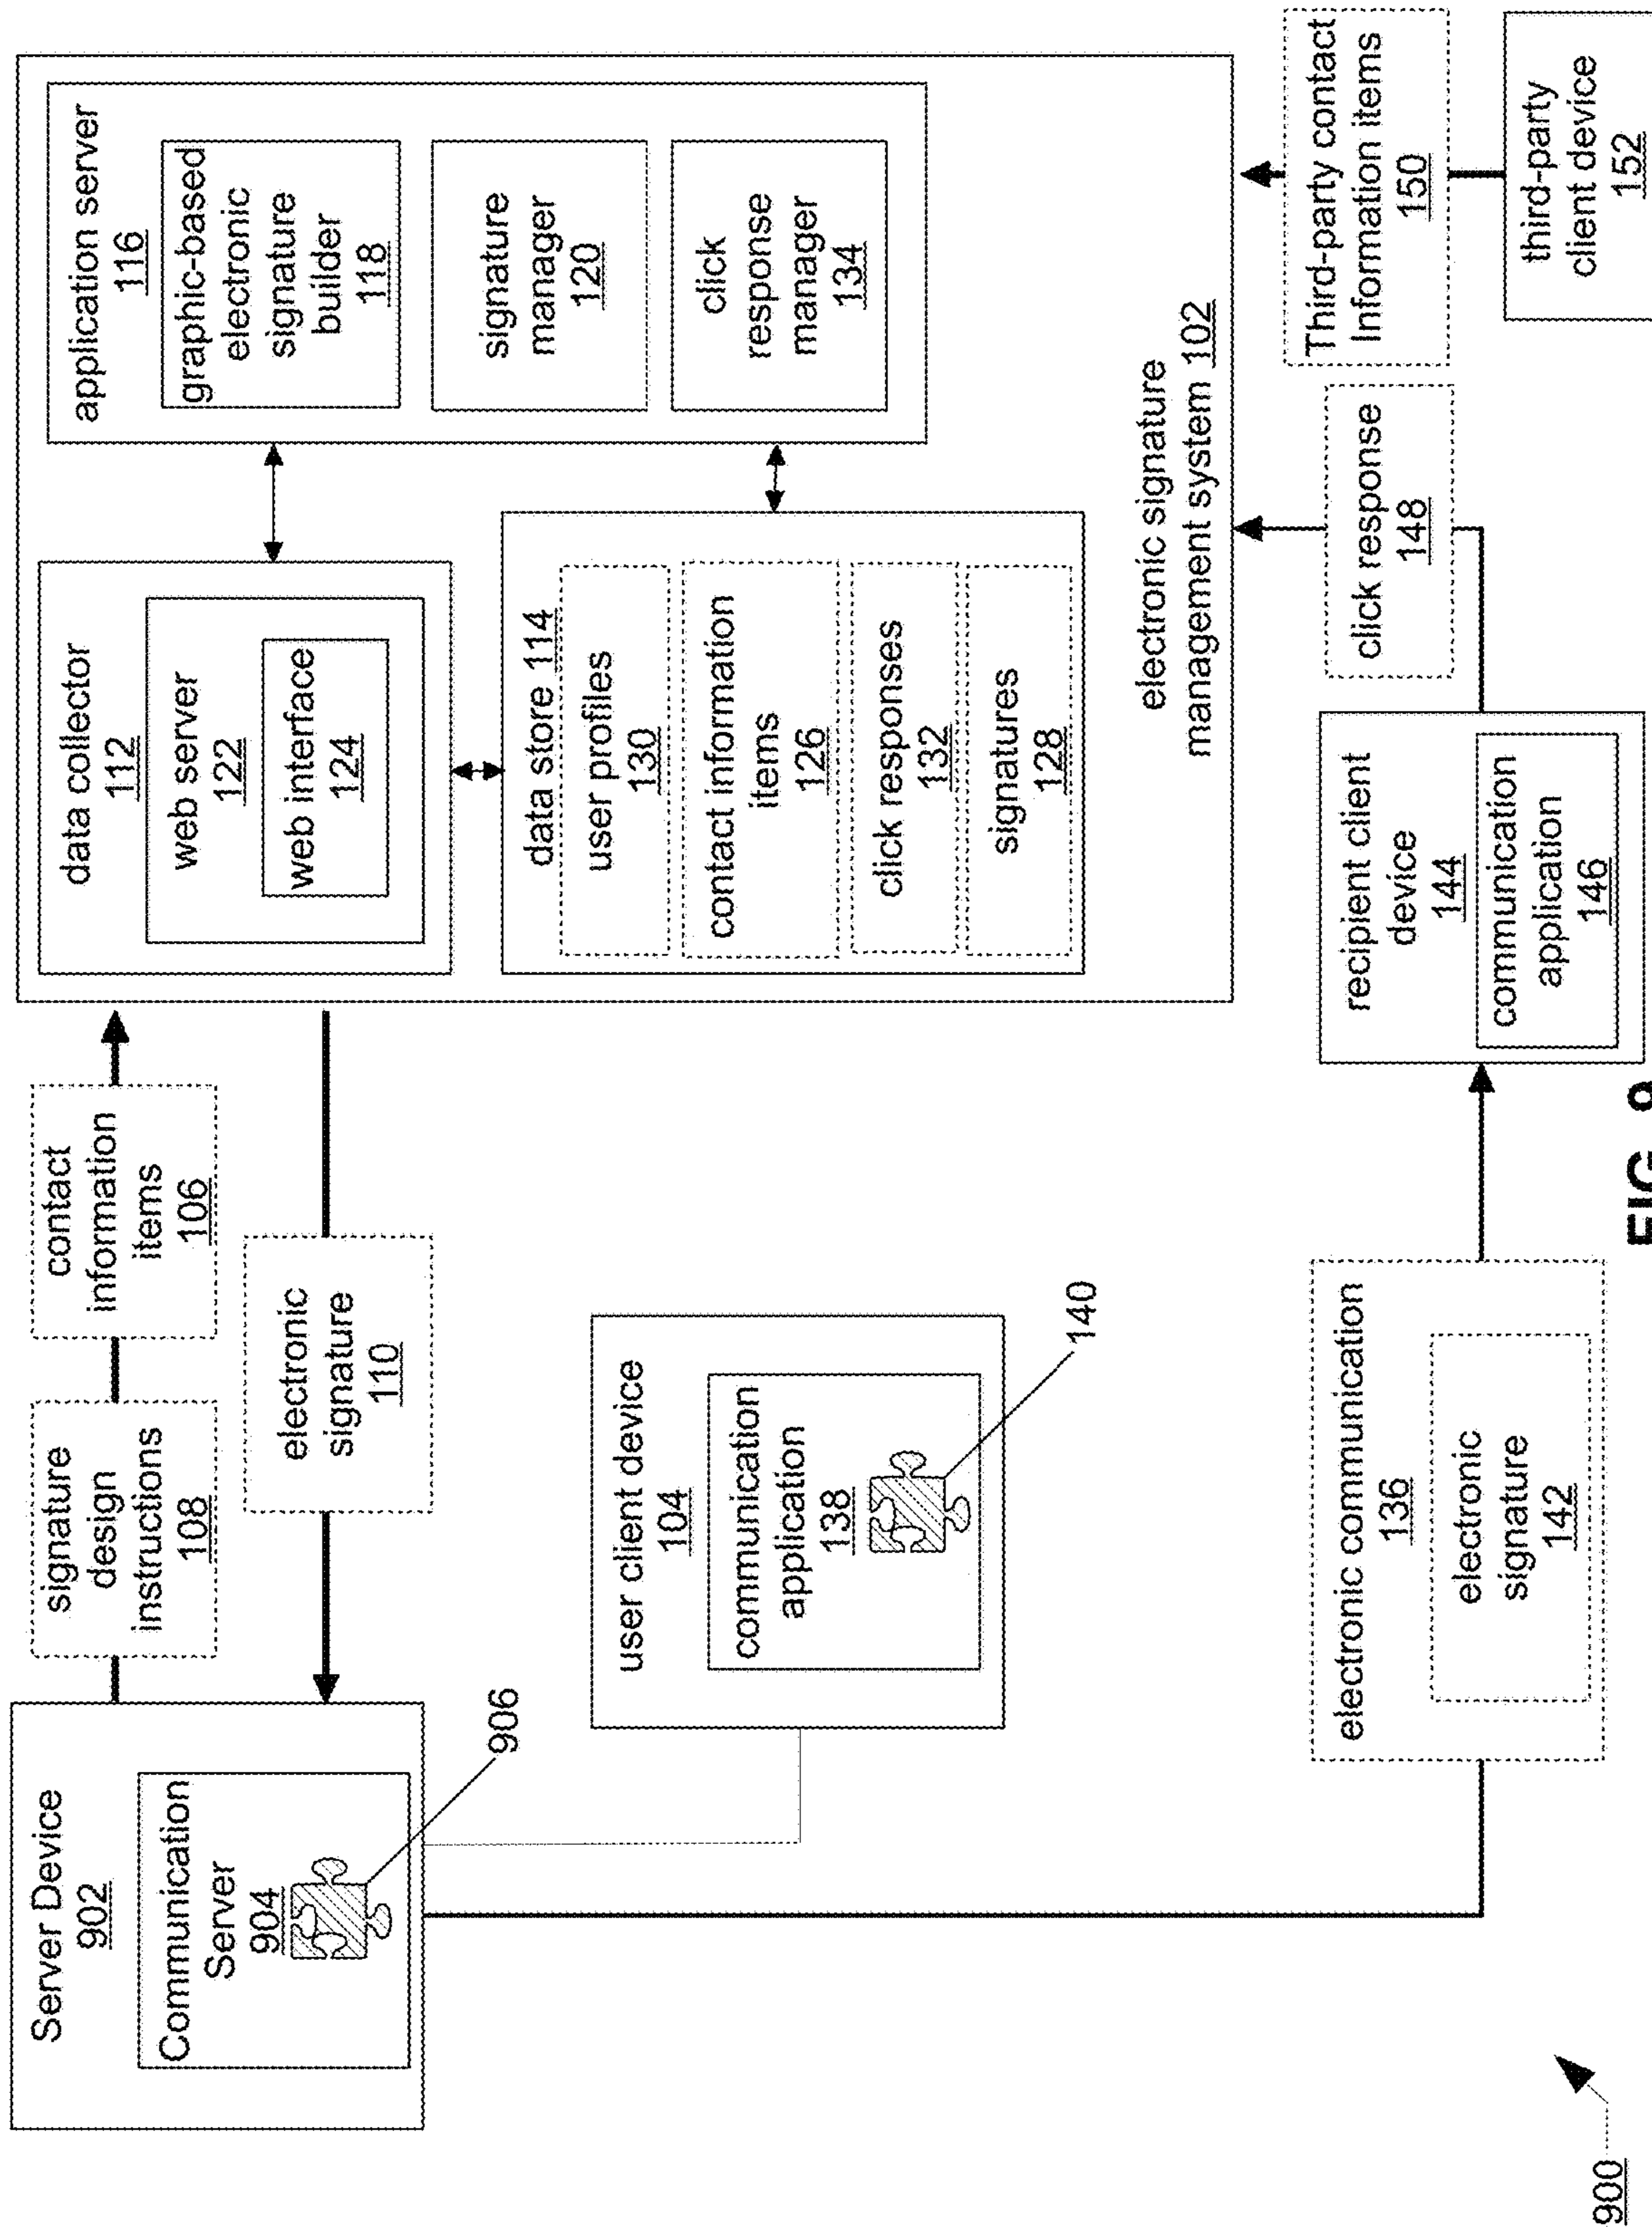 Server Device
902
Communication
Server
904
906
signature
design
instructions
108
contact
information
items
106
electronic
signature
110
user client device
104
communication
application
138
140
data collector
112
web server
122
web interface
124
application server
116
graphic-based
electronic
signature
builder
118
signature
manager
120
click
response
manager
134
data store 114
user profiles
130
contact information
items
126
click responses
132
signatures
128
electronic signature
management system 102
electronic communication
136
electronic
signature
142
recipient client
device
144
communication
application
146
click response
148
Third-party contact
Information items
150
third-party
client device
152
900
FIG. 9